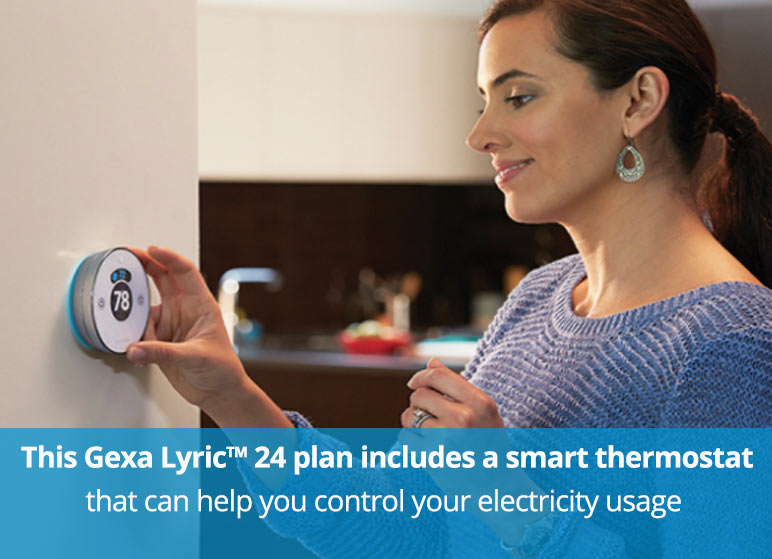 78
This Gexa Lyric™ 24 plan includes a smart thermostat
that can help you control your electricity usage